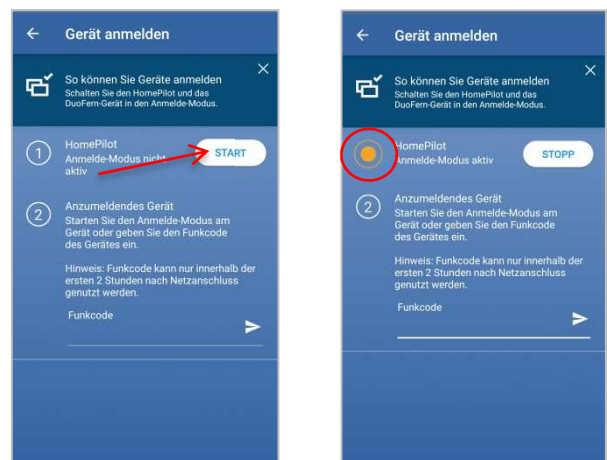 Gerät anmelden
So können Sie Geräte anmelden
Schalten Sie den HomePilot und das
DuoFern-Gerät in den Anmelde-Modus.
1
HomePilot
Anmelde-Modus nicht
aktiv
START
2
Anzumeldendes Gerät
Starten Sie den Anmelde-Modus am
Gerät oder geben Sie den Funkcode
des Gerätes ein.
Hinweis: Funkcode kann nur innerhalb der
ersten 2 Stunden nach Netzanschluss
genutzt werden.
Funkcode
Gerät anmelden
So können Sie Geräte anmelden
Schalten Sie den HomePilot und das
DuoFern-Gerät in den Anmelde-Modus.
HomePilot
Anmelde-Modus aktiv
STOPP
2
Anzumeldendes Gerät
Starten Sie den Anmelde-Modus am
Gerät oder geben Sie den Funkcode
des Gerätes ein.
Hinweis: Funkcode kann nur innerhalb der
ersten 2 Stunden nach Netzanschluss
genutzt werden.
Funkcode